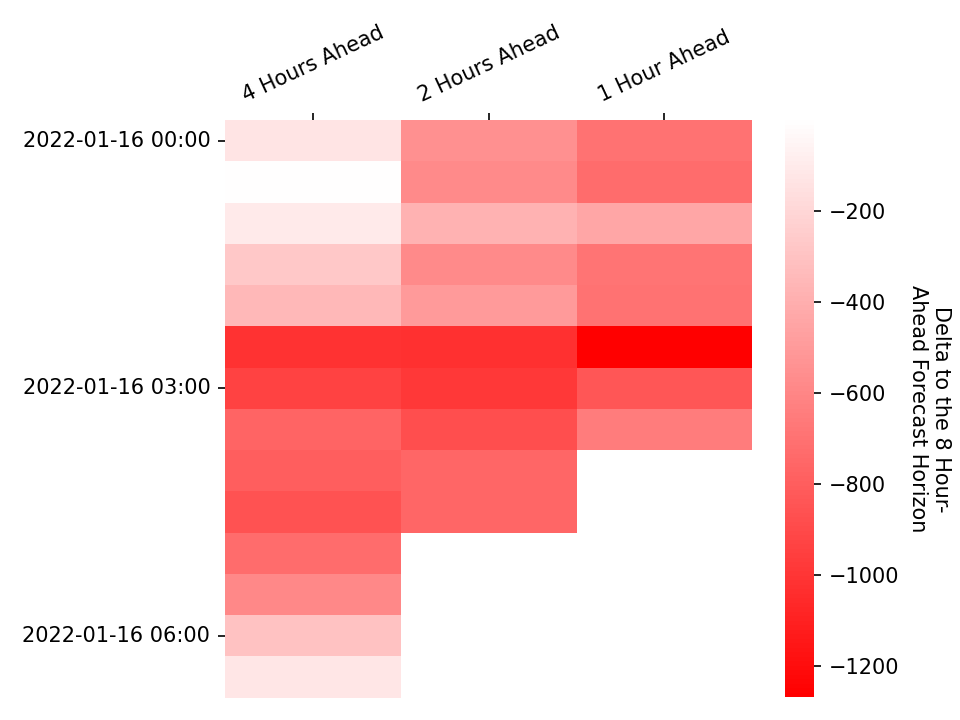 4 Hours Ahead
2 Hours Ahead
1 Hour Ahead
2022-01-16 00:00
2022-01-16 03:00
2022-01-16 06:00
−200
−400
−600
−800
−1000
−1200
Delta to the 8 Hour-
Ahead Forecast Horizon